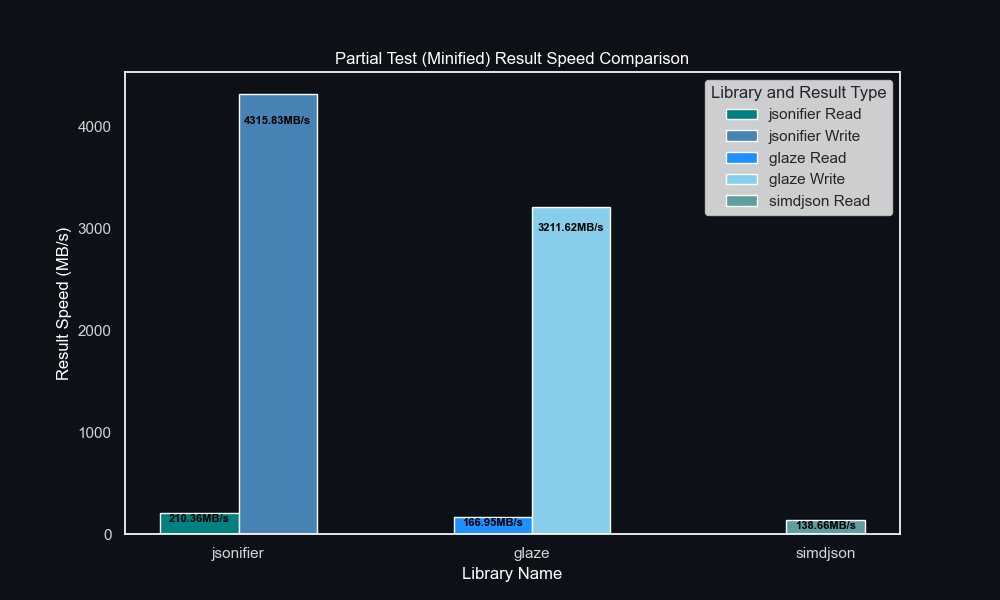 Partial Test (Minified) Result Speed Comparison
Library and Result Type
jsonifier Read
jsonifier Write
glaze Read
glaze Write
simdjson Read
Result Speed (MB/s)
4000
3000
2000
1000
0
4315.83MB/s
3211.62MB/s
210.36MB/s
166.95MB/s
138.66MB/s
jsonifier
glaze
simdjson
Library Name